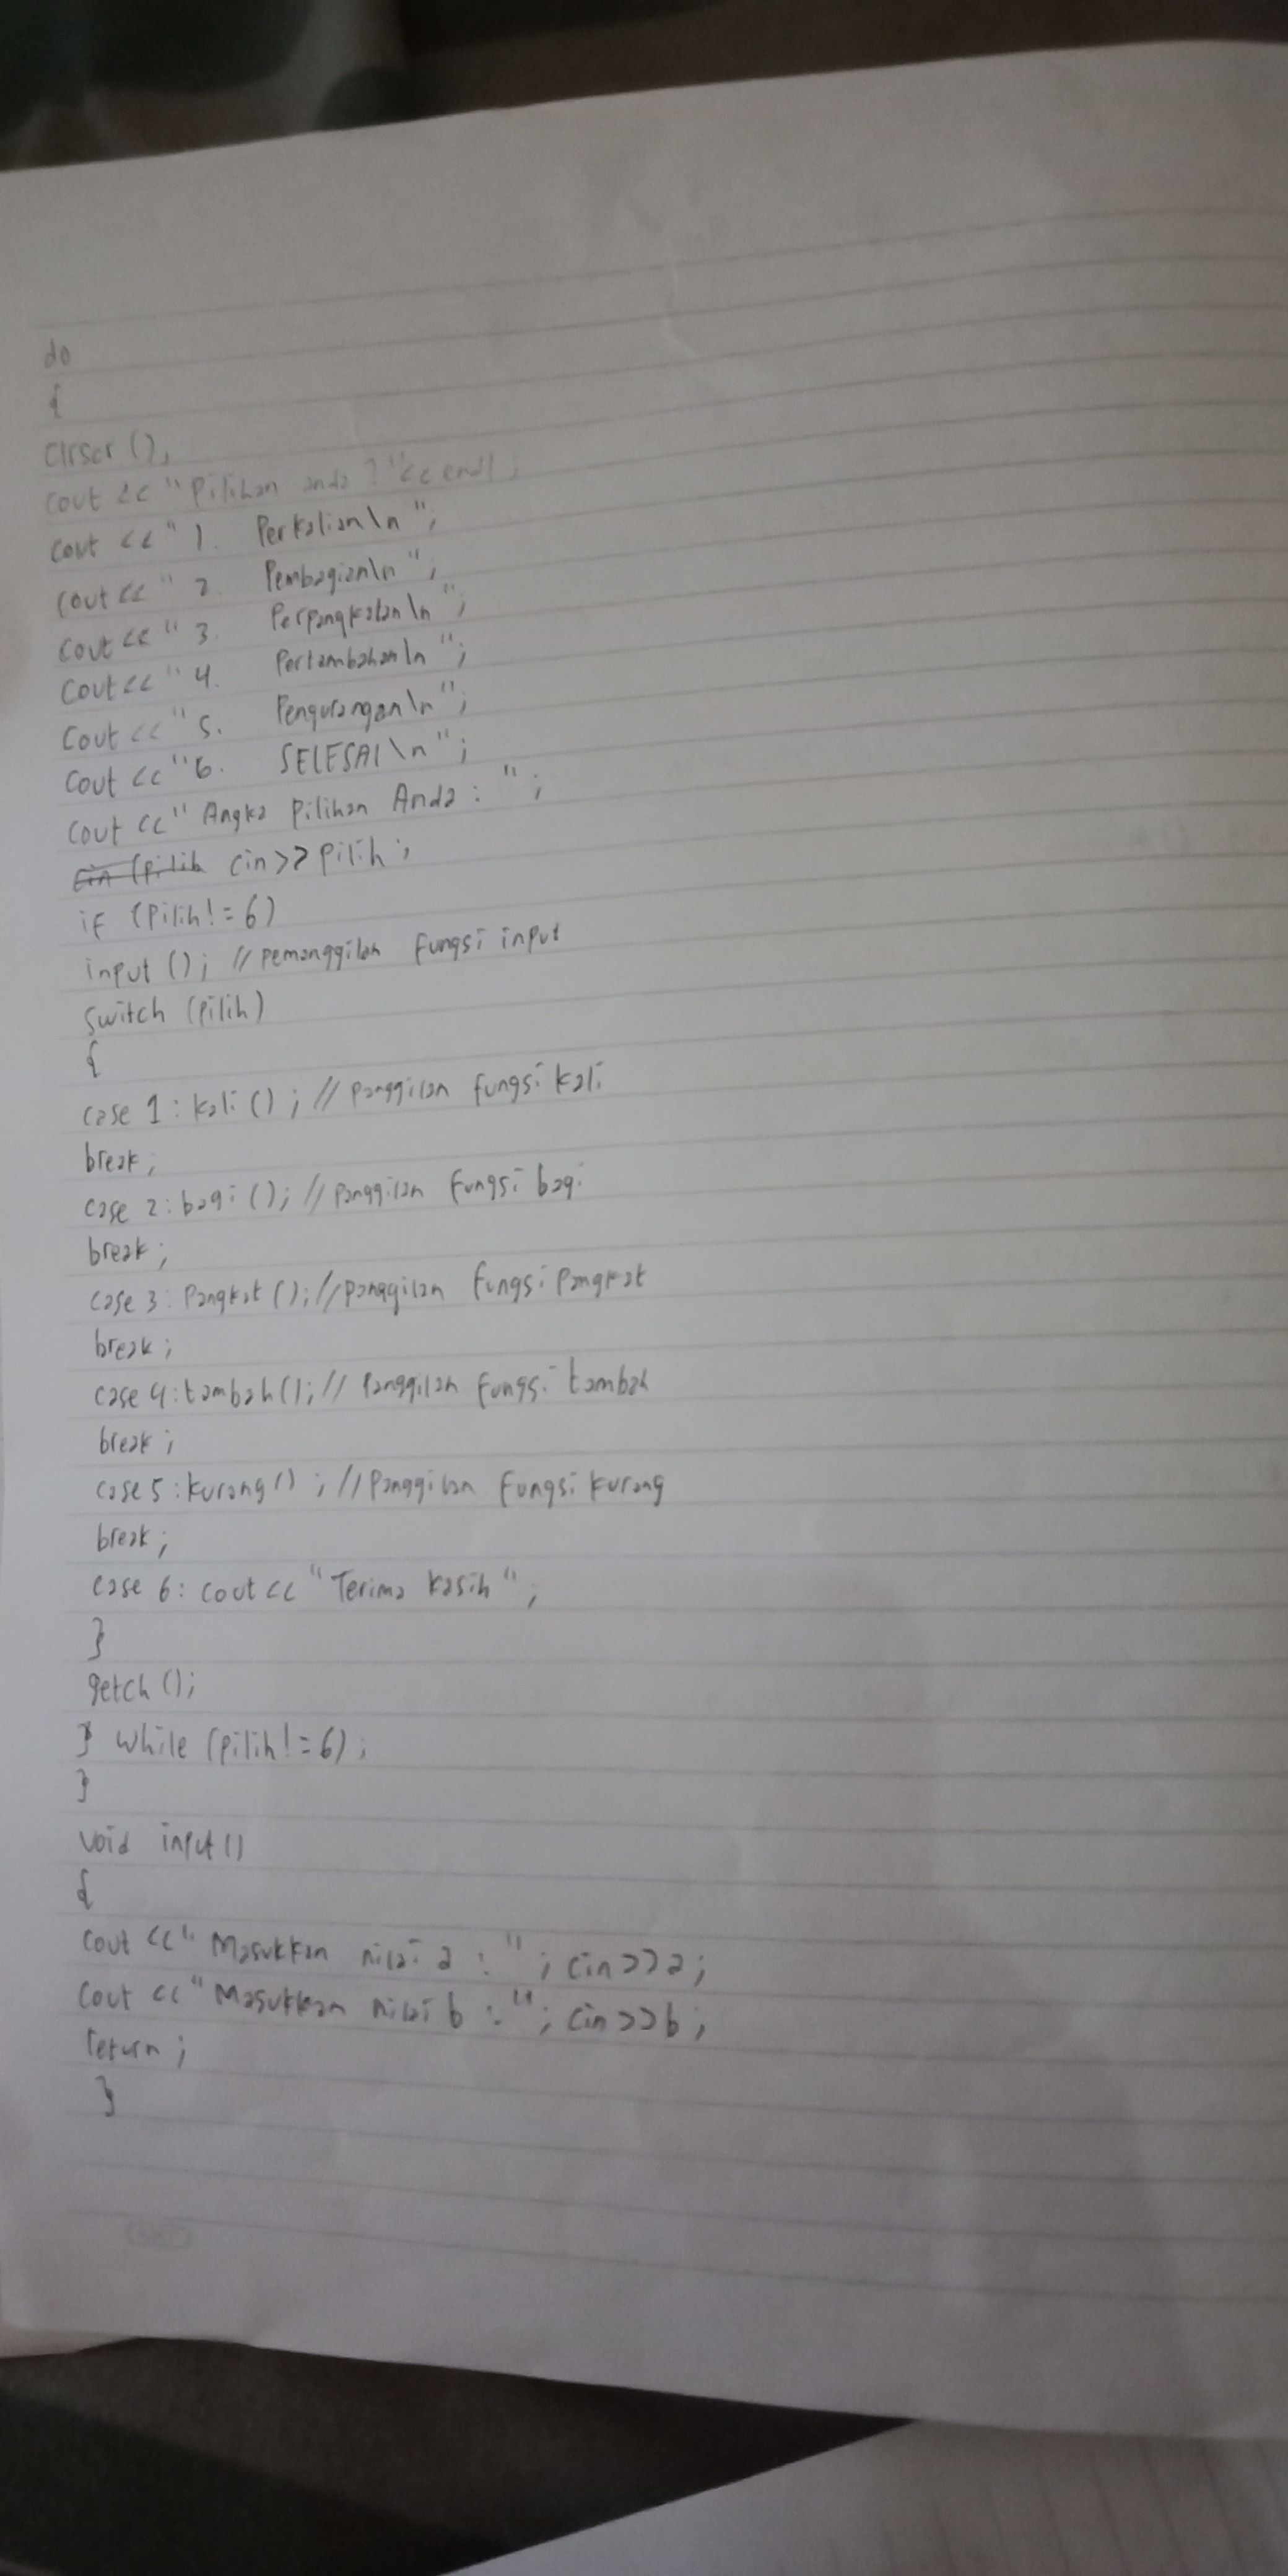 do
{
clrscr();
cout << "Pilihan anda ? "<< endl ;
cout << " 1. Perkalian\n ";
cout << " 2. Pembagian\n ";
cout << " 3. Perpangkatan\n ";
cout << " 4. Pertambahan\n ";
cout << " 5. Pengurangan\n ";
cout << "6. SELESAI\n ";
cout << " Angka Pilihan Anda : " ;
cin (pilih cin>>Pilih ;
if (Pilih!=6)
input (); // pemanggilan fungsi input
switch (pilih)
{
case 1 : kali () ; // Panggilan fungsi kali
break ;
case 2 : bagi (); // panggilan fungsi bagi
break ;
case 3 : Pangkat (); // panggilan fungsi Pangkat
break ;
case 4 : tambah(); // Panggilan fungsi tambah
break ;
case 5 : kurang() ; // Panggilan fungsi kurang
break ;
case 6 : cout << "Terima kasih" ;
}
getch ();
} while (pilih!=6) ;
}
void input ()
{
cout << " Masukkan nilai a : " ; cin>>a ;
cout << " Masukkan nilai b : " ; cin>>b ;
return ;
}